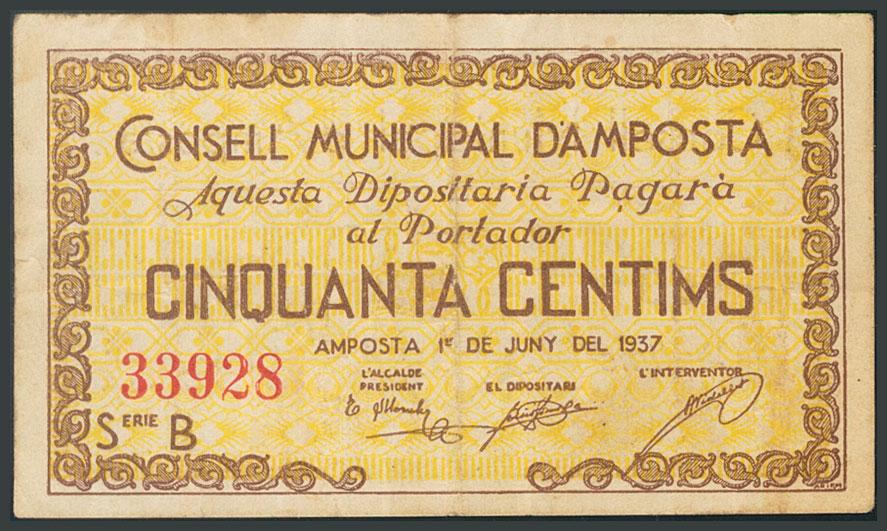 CONSELL MUNICIPAL D'AMPOSTA
Aquesta Dipositaria Pagarà
al Portador
CINQUANTA CENTIMS
AMPOSTA 1er DE JUNY DEL 1937
33928
L'ALCALDE
PRESIDENT
EL DIPOSITARI
L'INTERVENTOR
SERIE B